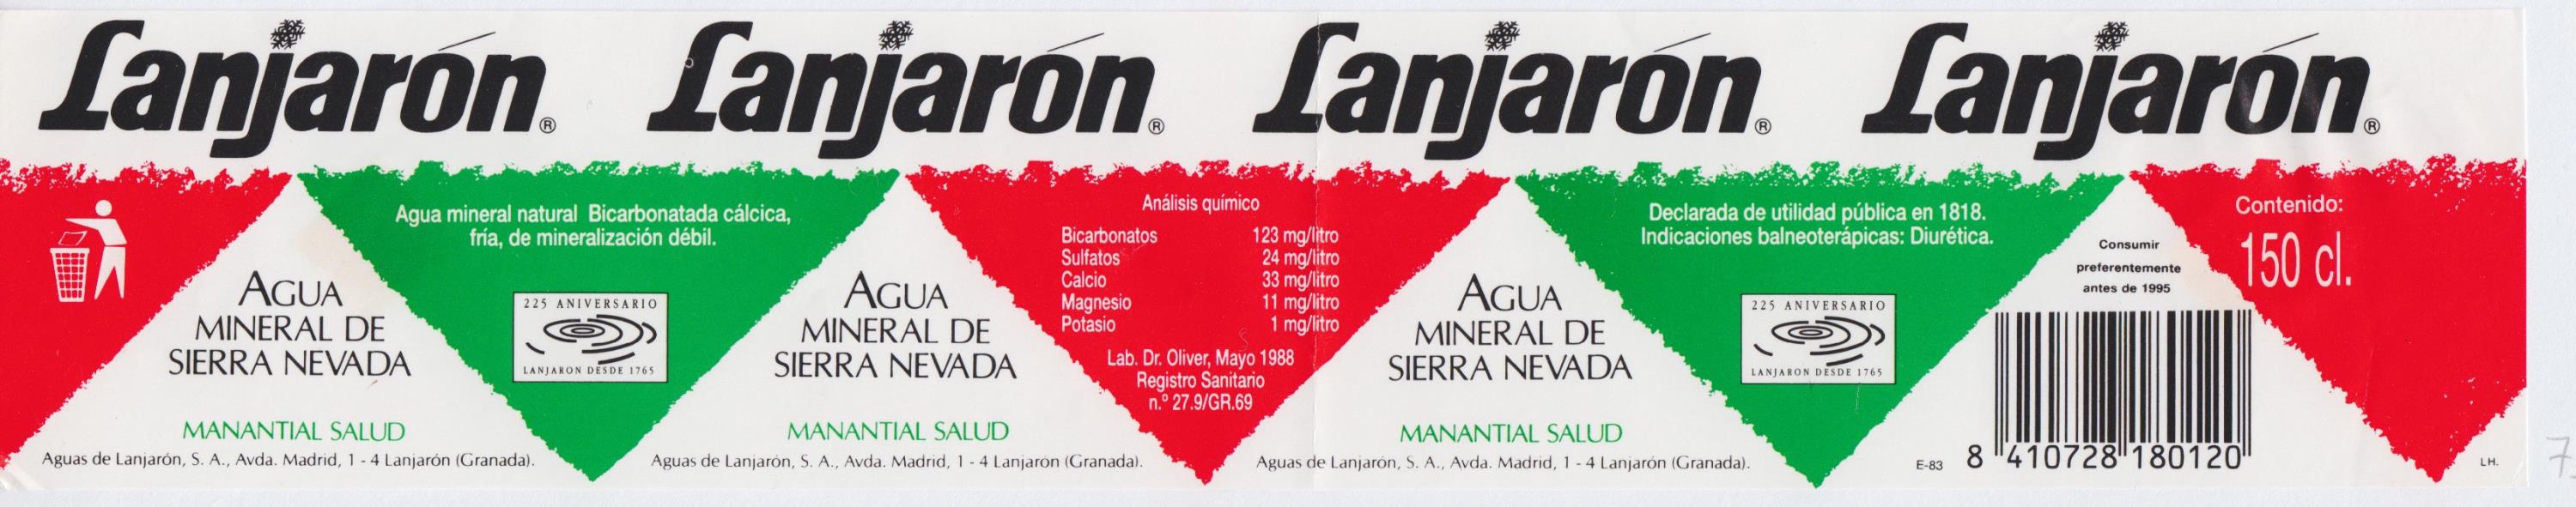 Lanjarón® Lanjarón® Lanjarón® Lanjarón®
AGUA
MINERAL DE
SIERRA NEVADA
MANANTIAL SALUD
Aguas de Lanjarón, S. A., Avda. Madrid, 1 - 4 Lanjarón (Granada).
Agua mineral natural Bicarbonatada cálcica,
fría, de mineralización débil.
225 ANIVERSARIO
LANJARON DESDE 1765
AGUA
MINERAL DE
SIERRA NEVADA
MANANTIAL SALUD
Aguas de Lanjarón, S. A., Avda. Madrid, 1 - 4 Lanjarón (Granada).
Análisis químico
Bicarbonatos 123 mg/litro
Sulfatos 24 mg/litro
Calcio 33 mg/litro
Magnesio 11 mg/litro
Potasio 1 mg/litro
Lab. Dr. Oliver, Mayo 1988
Registro Sanitario
n.º 27.9/GR.69
AGUA
MINERAL DE
SIERRA NEVADA
MANANTIAL SALUD
Aguas de Lanjarón, S. A., Avda. Madrid, 1 - 4 Lanjarón (Granada).
Declarada de utilidad pública en 1818.
Indicaciones balneoterápicas: Diurética.
225 ANIVERSARIO
LANJARON DESDE 1765
Consumir
preferentemente
antes de 1995
E-83
8 410728 180120
Contenido:
150 cl.
LH.
7